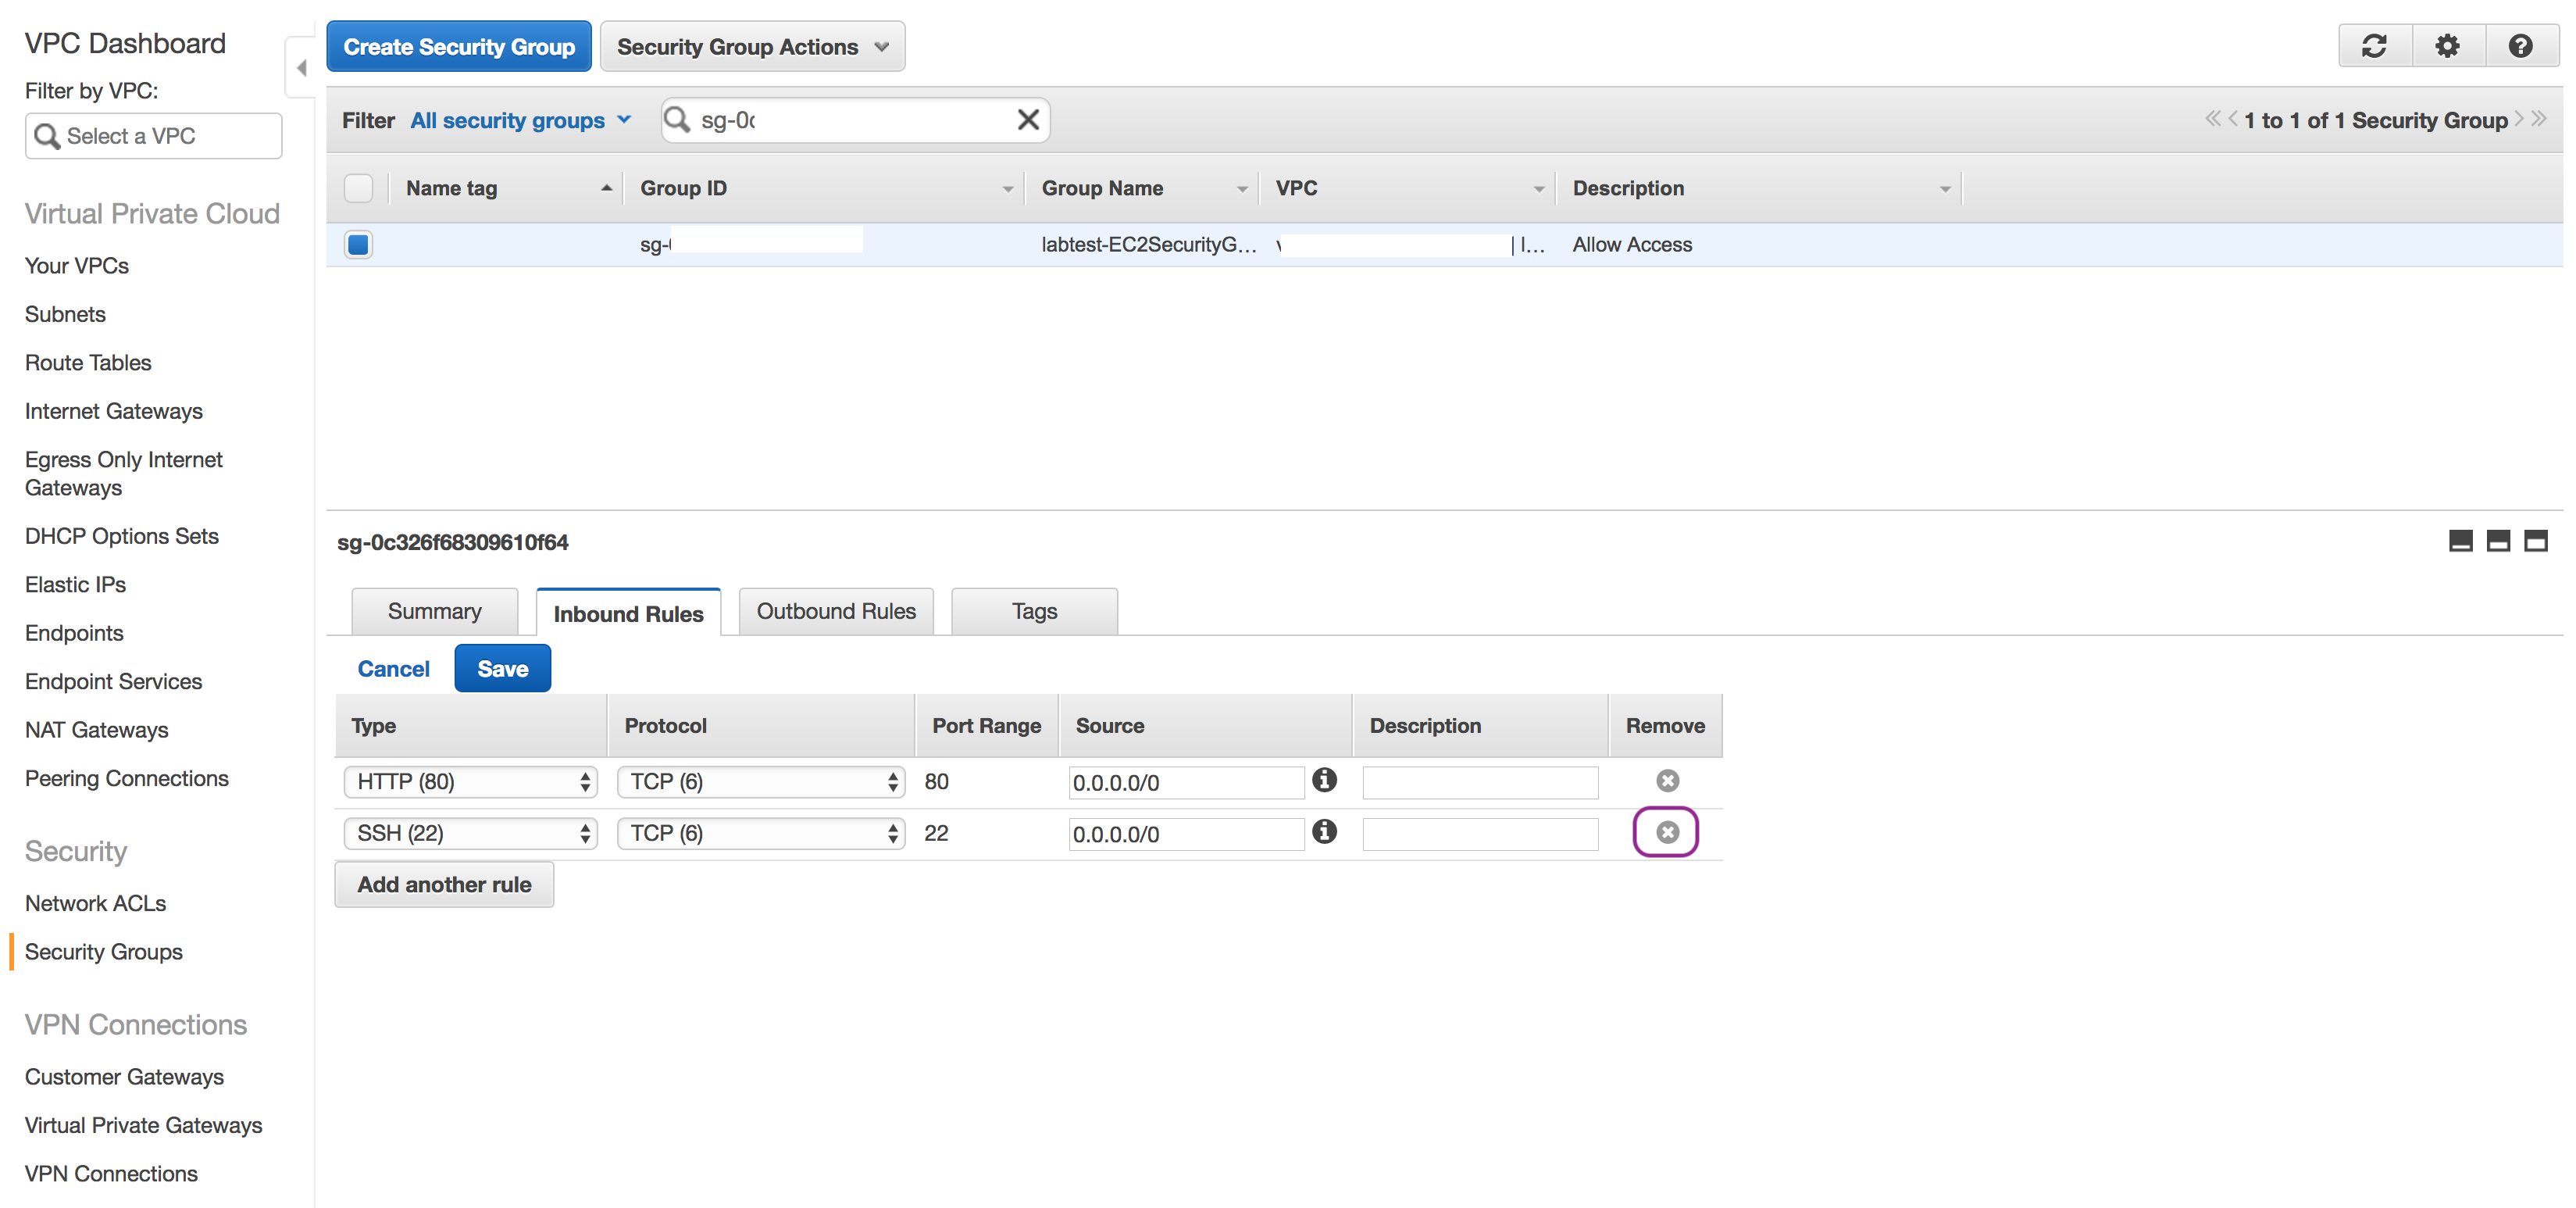 VPC Dashboard
Filter by VPC:
Select a VPC
Virtual Private Cloud
Your VPCs
Subnets
Route Tables
Internet Gateways
Egress Only Internet
Gateways
DHCP Options Sets
Elastic IPs
Endpoints
Endpoint Services
NAT Gateways
Peering Connections
Security
Network ACLs
Security Groups
VPN Connections
Customer Gateways
Virtual Private Gateways
VPN Connections
Create Security Group Security Group Actions
Filter All security groups sg-0 1 to 1 of 1 Security Group
Name tag Group ID Group Name VPC Description
sg- labtest-EC2SecurityG... | l... Allow Access
sg-0c326f68309610f64
Summary Inbound Rules Outbound Rules Tags
Cancel Save
Type Protocol Port Range Source Description Remove
HTTP (80) TCP (6) 80 0.0.0.0/0
SSH (22) TCP (6) 22 0.0.0.0/0
Add another rule